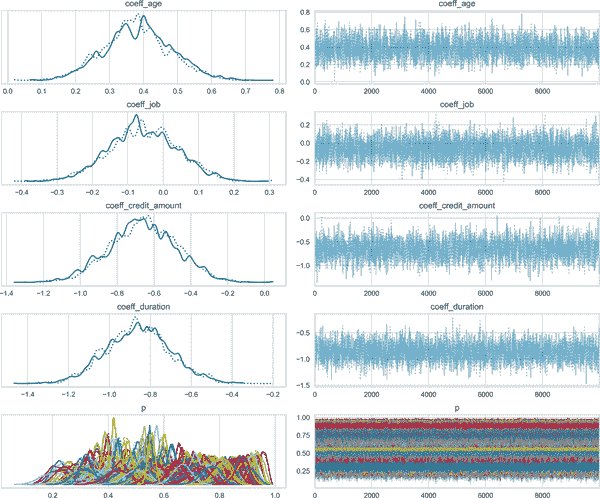 coeff_age coeff_age
0.8
0.6
0.4
0.2
0.0
0.0 0.1 0.2 0.3 0.4 0.5 0.6 0.7 0.8 0 2000 4000 6000 8000
coeff_job coeff_job
0.2
0.0
−0.2
−0.4
−0.4 −0.3 −0.2 −0.1 0.0 0.1 0.2 0.3 0 2000 4000 6000 8000
coeff_credit_amount coeff_credit_amount
0.0
−0.5
−1.0
−1.4 −1.2 −1.0 −0.8 −0.6 −0.4 −0.2 0.0 0 2000 4000 6000 8000
coeff_duration coeff_duration
−0.5
−1.0
−1.5
−1.4 −1.2 −1.0 −0.8 −0.6 −0.4 −0.2 0 2000 4000 6000 8000
p p
1.00
0.75
0.50
0.25
0.2 0.4 0.6 0.8 1.0 0 2000 4000 6000 8000